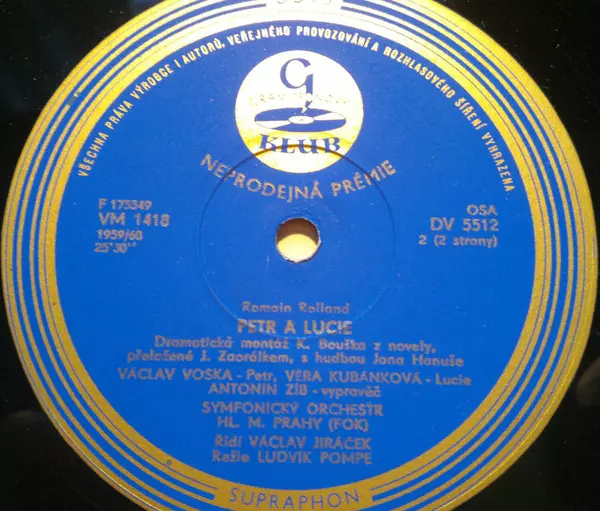 VŠECHNA PRÁVA VÝROBCE I AUTORŮ, VEŘEJNÉHO PROVOZOVÁNÍ A ROZHLASOVÉHO ŠÍŘENÍ VYHRAZENA
G
GRAMOFONOVÝ
KLUB
NEPRODEJNÁ PRÉMIE
F 175549
VM 1418
1959/60
25'30''
OSA
DV 5512
2 (2 strony)
Romain Rolland
PETR A LUCIE
Dramatická montáž K. Bouška z novely,
přeložené J. Zaorálkem, s hudbou Jana Hanuše
VÁCLAV VOSKA - Petr, VĚRA KUBÁNKOVÁ - Lucie
ANTONÍN ZÍB - vypravěč
SYMFONICKÝ ORCHESTR
HL. M. PRAHY (FOK)
Řídí VÁCLAV JIRÁČEK
Režie LUDVÍK POMPE
SUPRAPHON